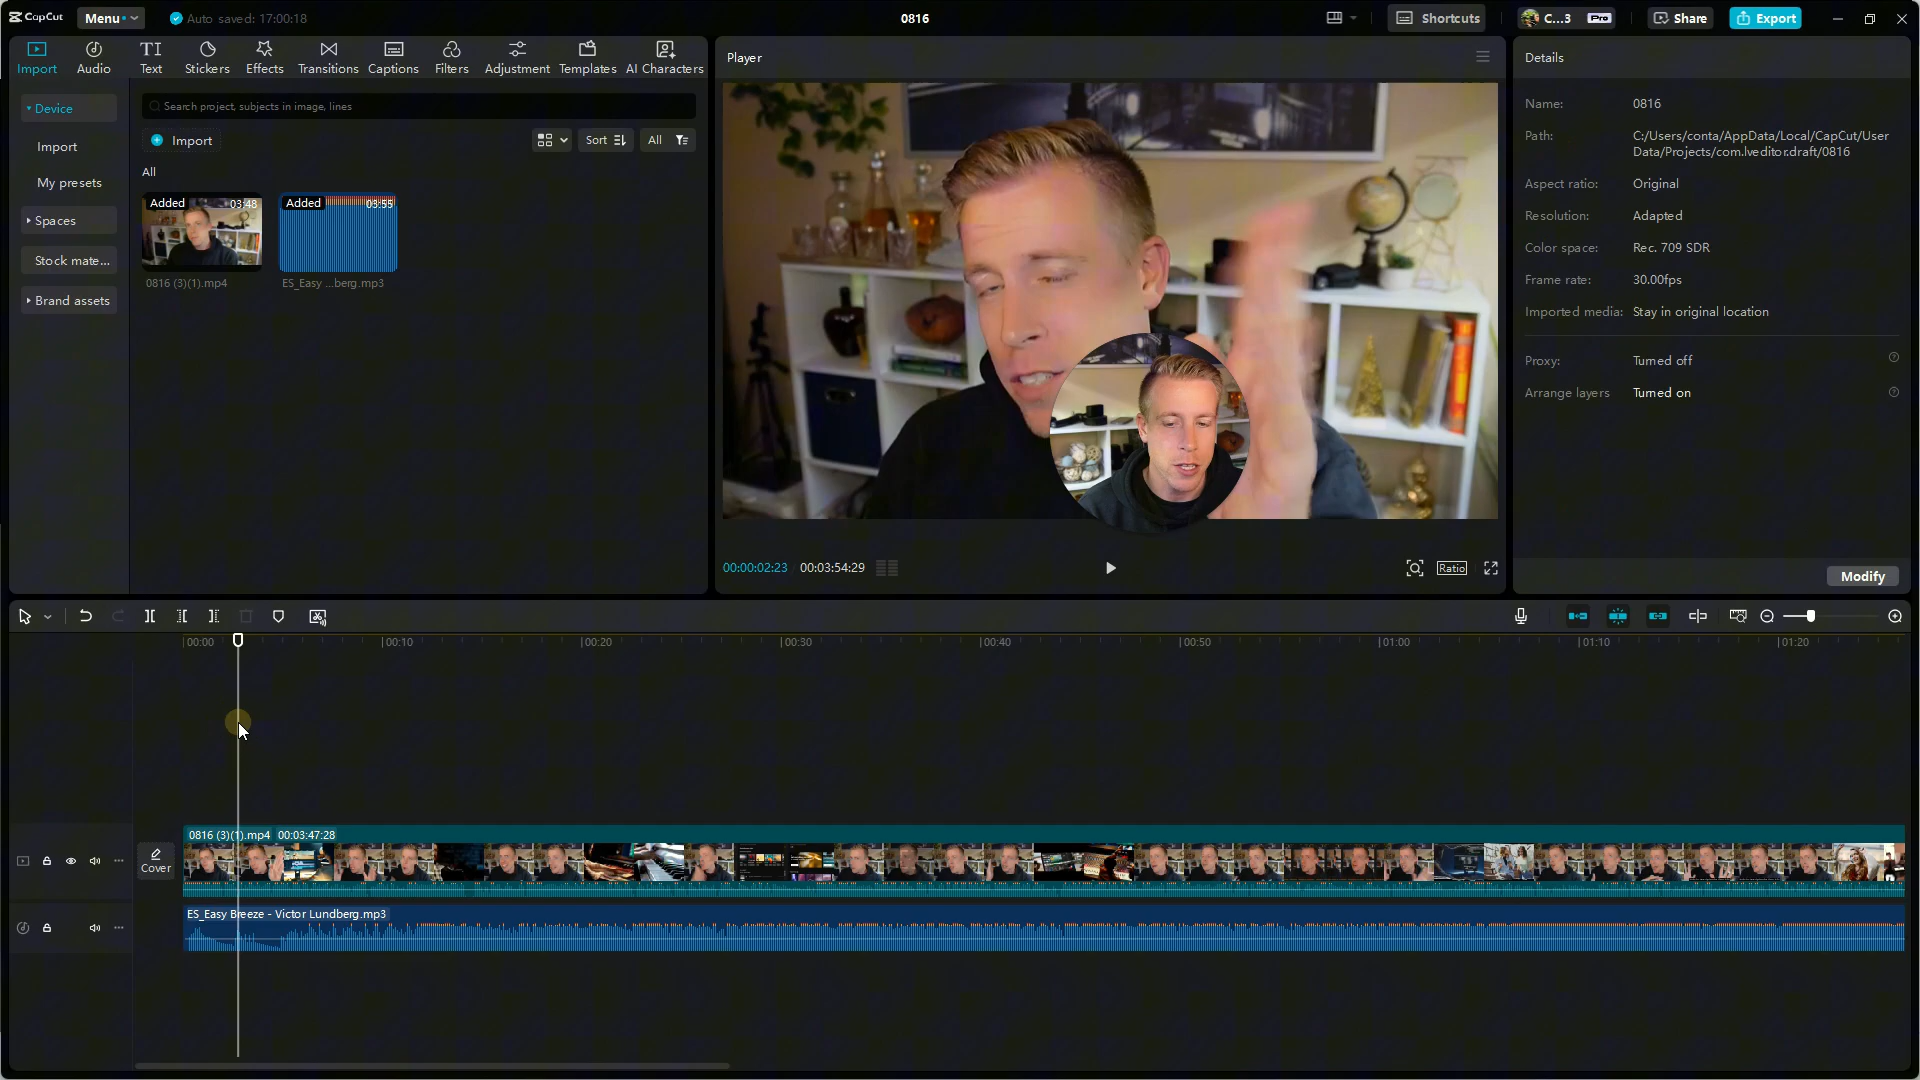 CapCut
Menu
Auto saved: 17:00:18
0816
Shortcuts
C...3
Pro
Share
Export
Import
Audio
TI
Text
Stickers
Effects
Transitions
Captions
Filters
Adjustment
Templates
AI Characters
Device
Import
My presets
Spaces
Stock mate...
Brand assets
Search project, subjects in image, lines
Import
Sort
All
All
Added
03:48
0816 (3)(1).mp4
Added
03:55
ES_Easy ...berg.mp3
Player
00:00:02:23
00:03:54:29
Ratio
Details
Name:
0816
Path:
C:/Users/conta/AppData/Local/CapCut/User
Data/Projects/com.lveditor.draft/0816
Aspect ratio:
Original
Resolution:
Adapted
Color space:
Rec. 709 SDR
Frame rate:
30.00fps
Imported media:
Stay in original location
Proxy:
Turned off
Arrange layers
Turned on
Modify
00:00
00:10
00:20
00:30
00:40
00:50
01:00
01:10
01:20
Cover
0816 (3)(1).mp4 00:03:47:28
ES_Easy Breeze - Victor Lundberg.mp3